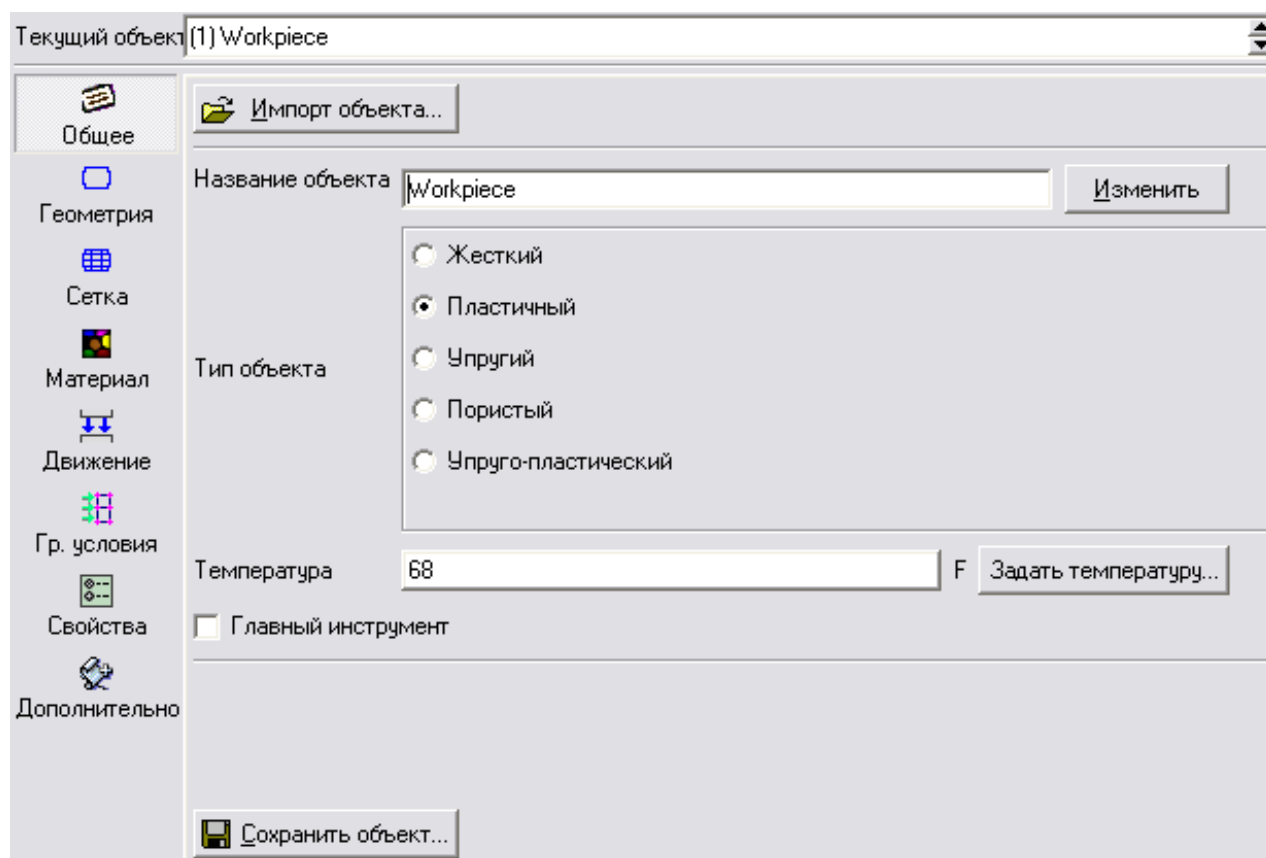 Текущий объект (1) Workpiece
Общее
Импорт объекта...
Название объекта Workpiece Изменить
Геометрия
Жесткий
Сетка
Пластичный
Тип объекта
Упругий
Материал
Пористый
Движение
Упруго-пластический
Гр. условия
Температура 68 F Задать температуру...
Свойства
Главный инструмент
Дополнительно
Сохранить объект...